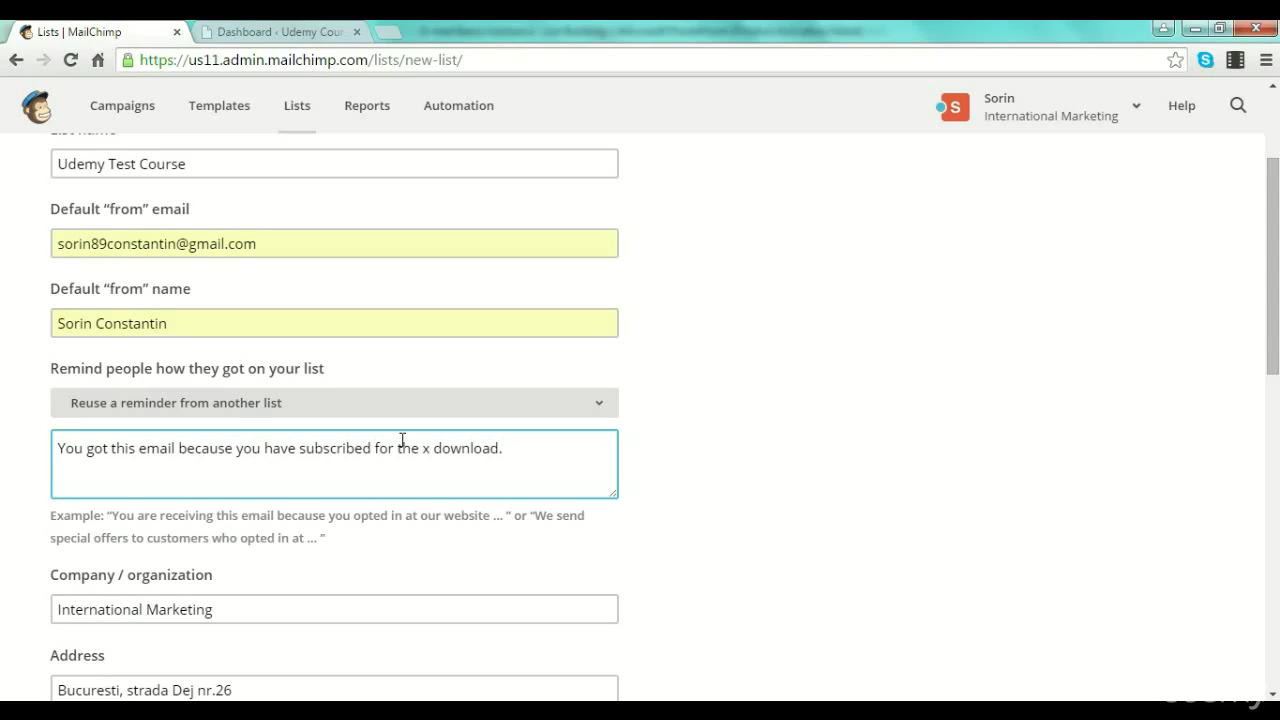 Lists | MailChimp
Dashboard ‹ Udemy Cour
https://us11.admin.mailchimp.com/lists/new-list/
Campaigns
Templates
Lists
Reports
Automation
S
Sorin
International Marketing
Help
List name
Udemy Test Course
Default “from” email
sorin89constantin@gmail.com
Default “from” name
Sorin Constantin
Remind people how they got on your list
Reuse a reminder from another list
You got this email because you have subscribed for the x download.
Example: “You are receiving this email because you opted in at our website ... ” or “We send
special offers to customers who opted in at ... ”
Company / organization
International Marketing
Address
Bucuresti, strada Dej nr.26